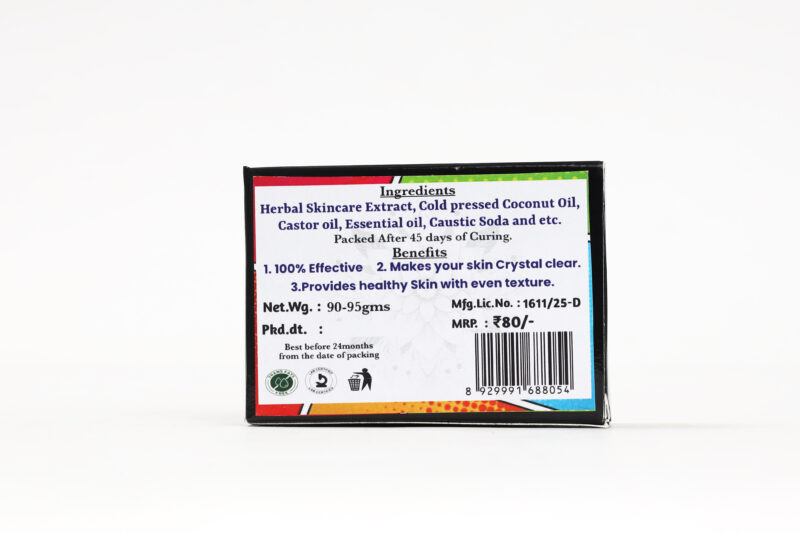 Ingredients
Herbal Skincare Extract, Cold pressed Coconut Oil,
Castor oil, Essential oil, Caustic Soda and etc.
Packed After 45 days of Curing.
Benefits
1. 100% Effective 2. Makes your skin Crystal clear.
3.Provides healthy Skin with even texture.
Net.Wg. : 90-95gms
Mfg.Lic.No. : 1611/25-D
Pkd.dt. :
MRP. : ₹80/-
Best before 24months
from the date of packing
8 929991 688054